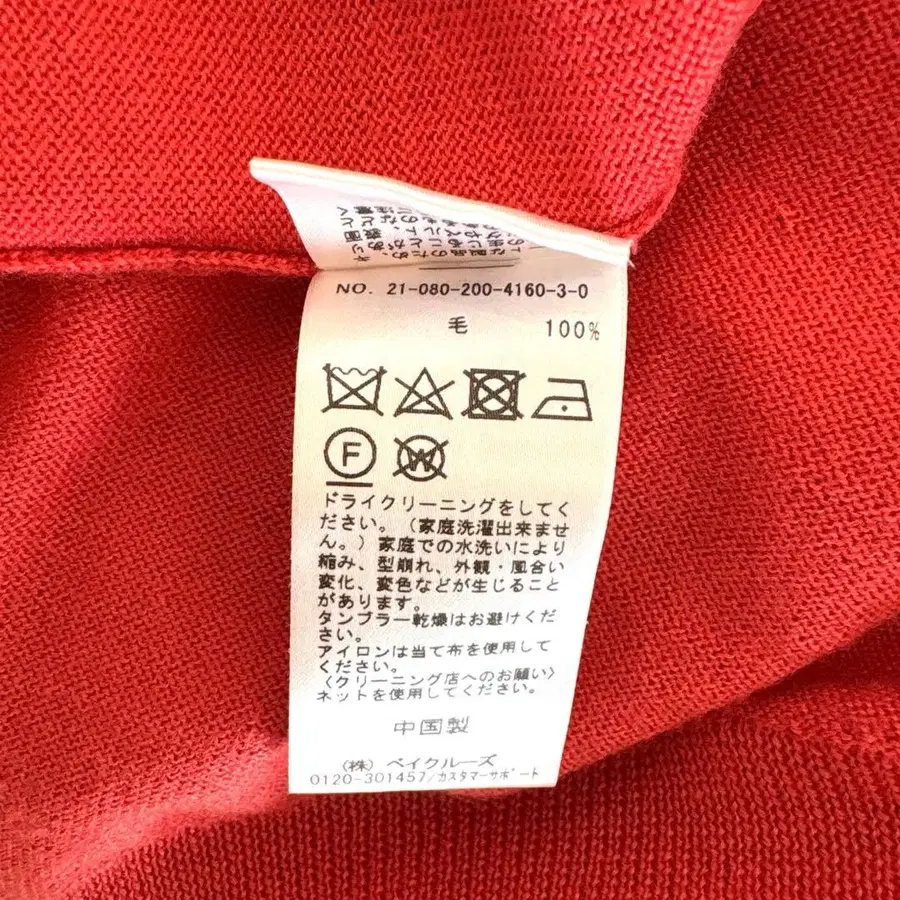 NO. 21-080-200-4160-3-0
毛 100%
F W
ドライクリーニングをしてく
ださい。(家庭洗濯出来ませ
ん。)家庭での水洗いにより
縮み、型崩れ、外観・風合い
変化、変色などが生じること
があります。
タンブラー乾燥はお避けくだ
さい。
アイロンは当て布を使用して
ください。
〈クリーニング店へのお願い〉
ネットを使用してください。
中国製
(株) ベイクルーズ
0120-301457/カスタマーサポート